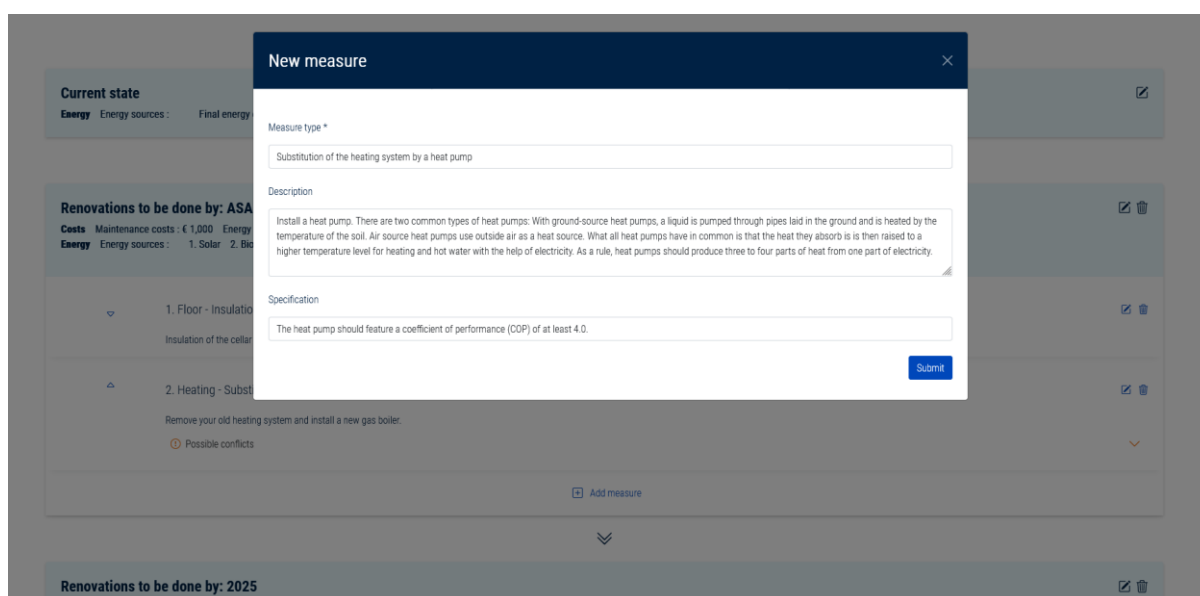 New measure
Current state
Energy Energy sources : Final energy
Measure type *
Substitution of the heating system by a heat pump
Description
Install a heat pump. There are two common types of heat pumps: With ground-source heat pumps, a liquid is pumped through pipes laid in the ground and is heated by the
temperature of the soil. Air source heat pumps use outside air as a heat source. What all heat pumps have in common is that the heat they absorb is is then raised to a
higher temperature level for heating and hot water with the help of electricity. As a rule, heat pumps should produce three to four parts of heat from one part of electricity.
Specification
The heat pump should feature a coefficient of performance (COP) of at least 4.0.
Submit
Renovations to be done by: ASA
Costs Maintenance costs : € 1,000 Energy
Energy Energy sources : 1. Solar 2. Bio
1. Floor - Insulatio
Insulation of the cellar
2. Heating - Substi
Remove your old heating system and install a new gas boiler.
Possible conflicts
Add measure
Renovations to be done by: 2025